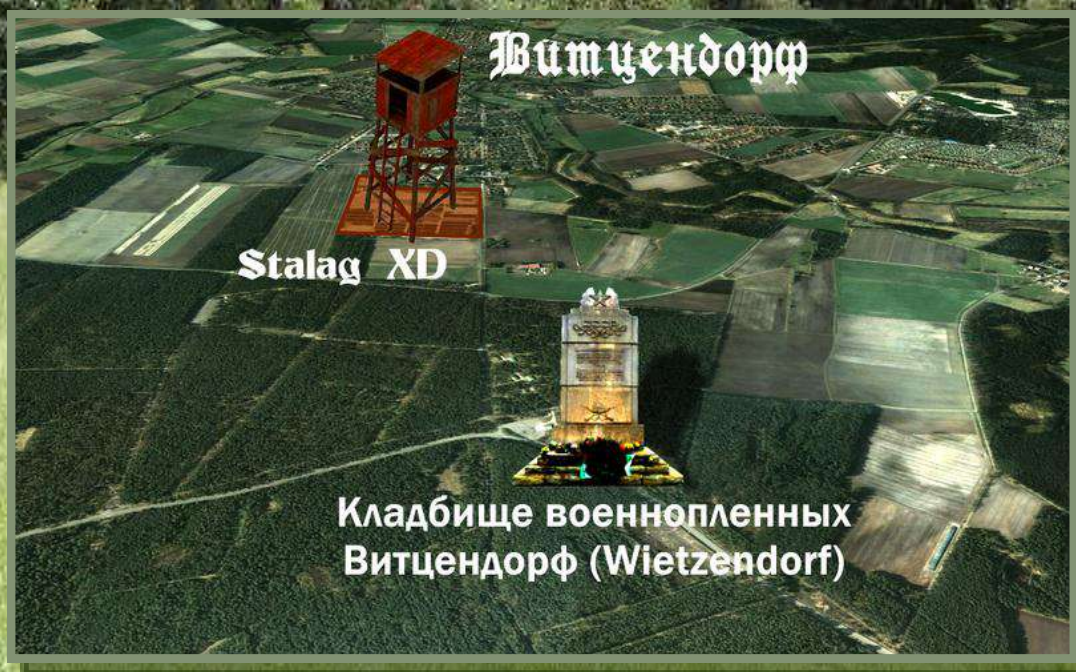 Витцендорф
Stalag XD
Кладбище военнопленных
Витцендорф (Wietzendorf)